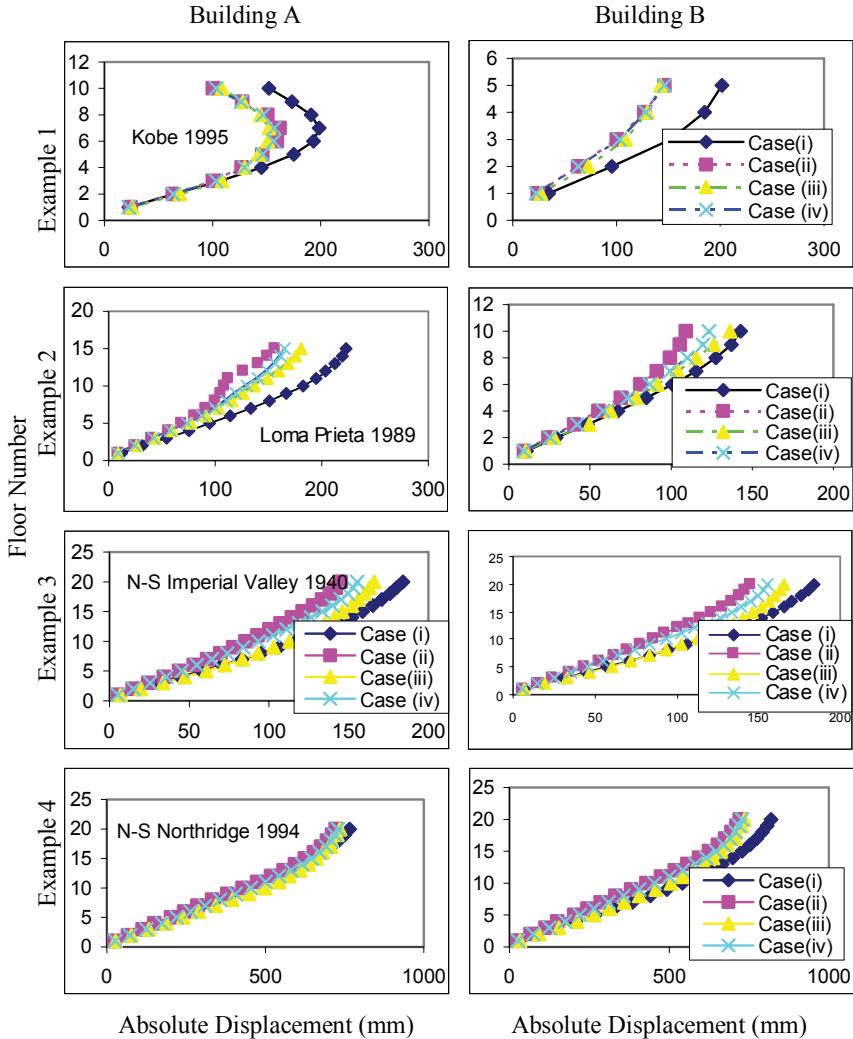 Building A
Building B
Floor Number
Example 1
12
10
8
6
4
2
0
Kobe 1995
0 100 200 300
6
5
4
3
2
1
0
Case(i)
Case(ii)
Case (iii)
Case (iv)
0 100 200 300
Example 2
20
15
10
5
0
Loma Prieta 1989
0 100 200 300
12
10
8
6
4
2
0
Case(i)
Case(ii)
Case(iii)
Case(iv)
0 50 100 150 200
Example 3
25
20
15
10
5
0
N-S Imperial Valley 1940
Case (i)
Case (ii)
Case(iii)
Case (iv)
0 50 100 150 200
25
20
15
10
5
0
Case (i)
Case (ii)
Case(iii)
Case (iv)
0 50 100 150 200
Example 4
25
20
15
10
5
0
N-S Northridge 1994
0 500 1000
25
20
15
10
5
0
Case(i)
Case(ii)
Case(iii)
Case(iv)
0 500 1000
Absolute Displacement (mm)
Absolute Displacement (mm)